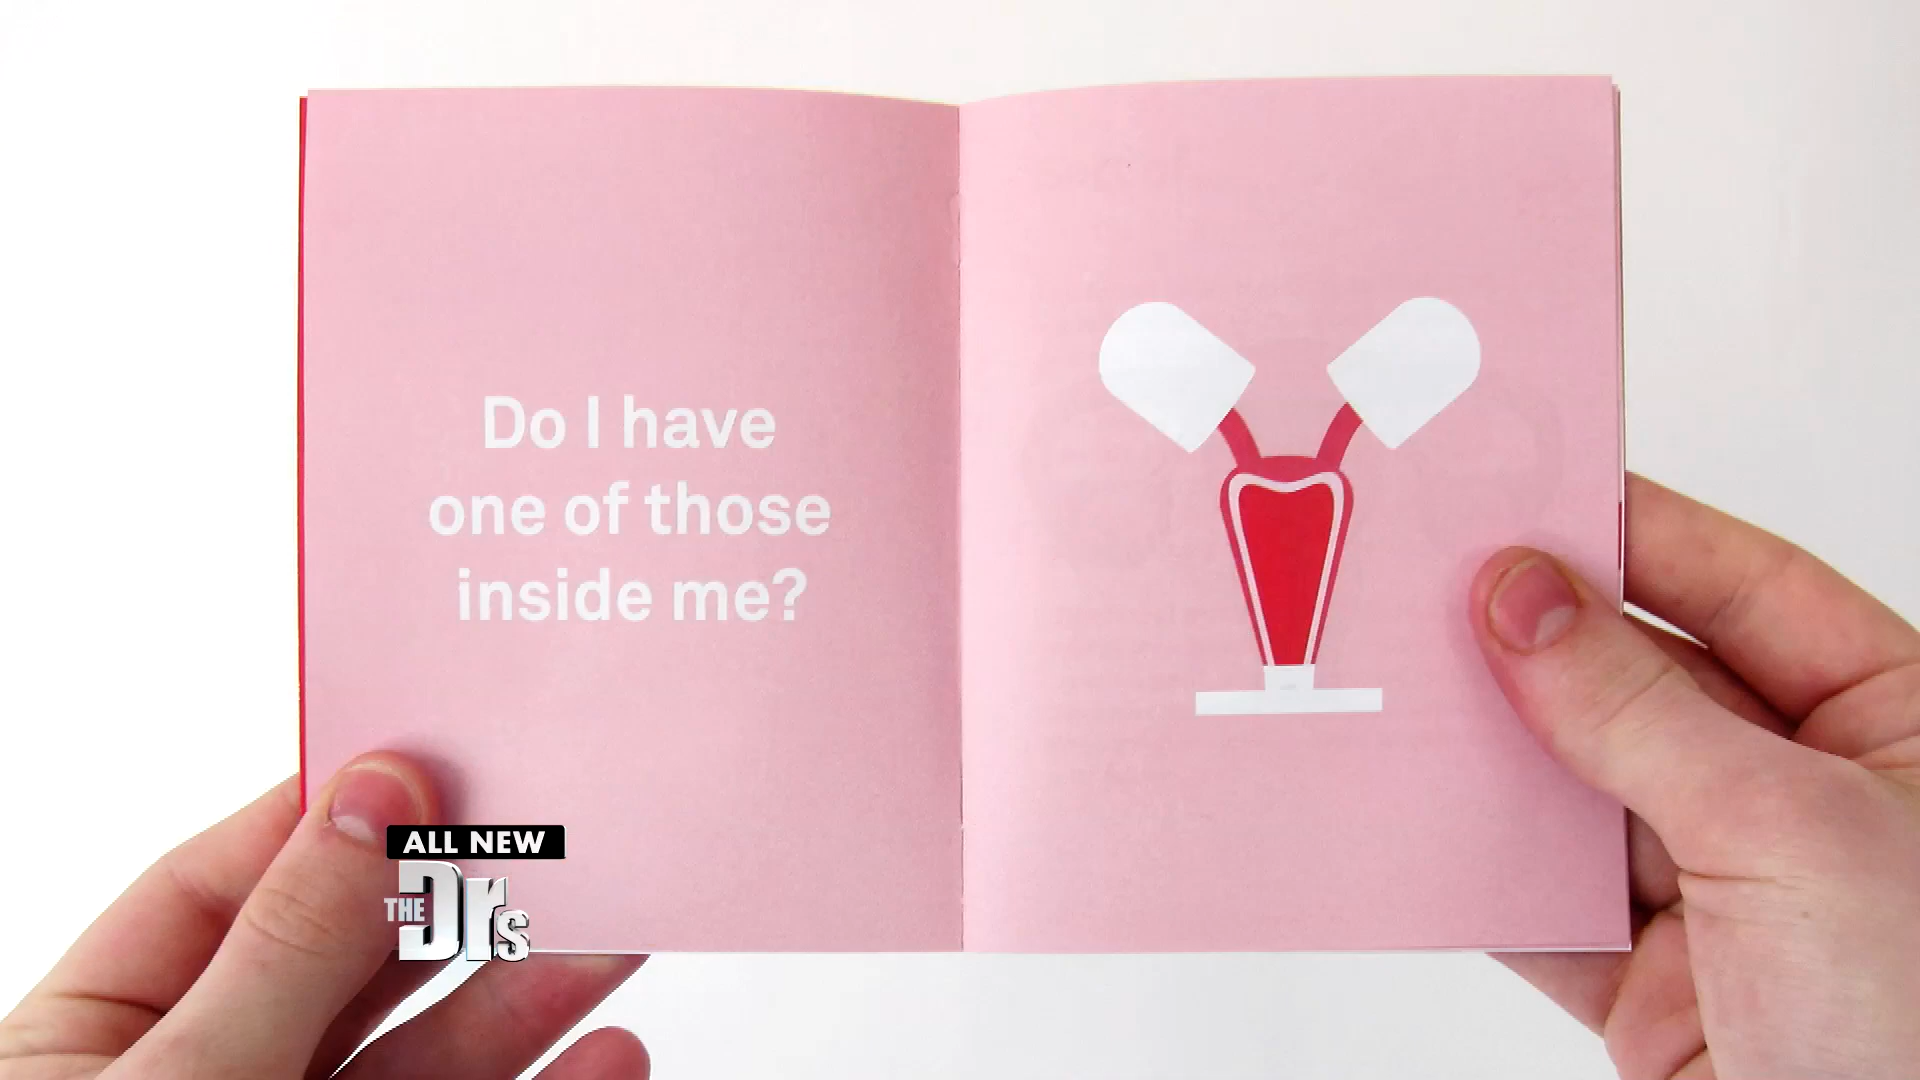 Do I have
one of those
inside me?
ALL NEW
THE Drs